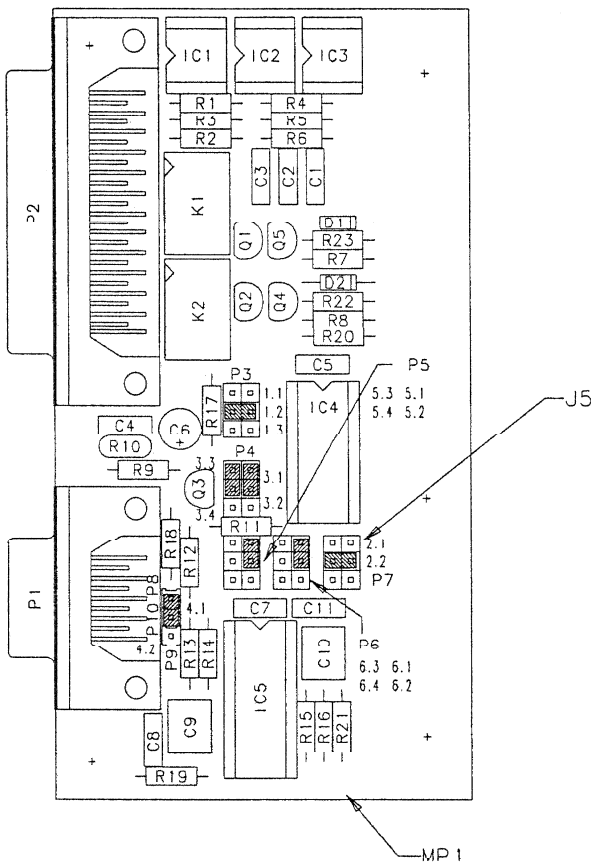 IC1 IC2 IC3
R1 R4
R3 R5
R2 R6
P2
C3 C2 C1
K1
Q1 Q5
D1
R23
R7
K2
D21
Q2 Q4
R22
R8
R20
C5
P5
P3
5.3 5.1
5.4 5.2
J5
1.1
1.2
1.3
R17
IC4
C4
C6
+
R10
R9
P4
3.3
3.1
3.2
3.4
Q3
R11
R18
R12
2.1
2.2
P7
P1
P8
P10
4.1
P9
4.2
C7 C11
R13
R14
IC5
C10
P6
6.3 6.1
6.4 6.2
C9
C8
R15
R16
R21
R19
MP1